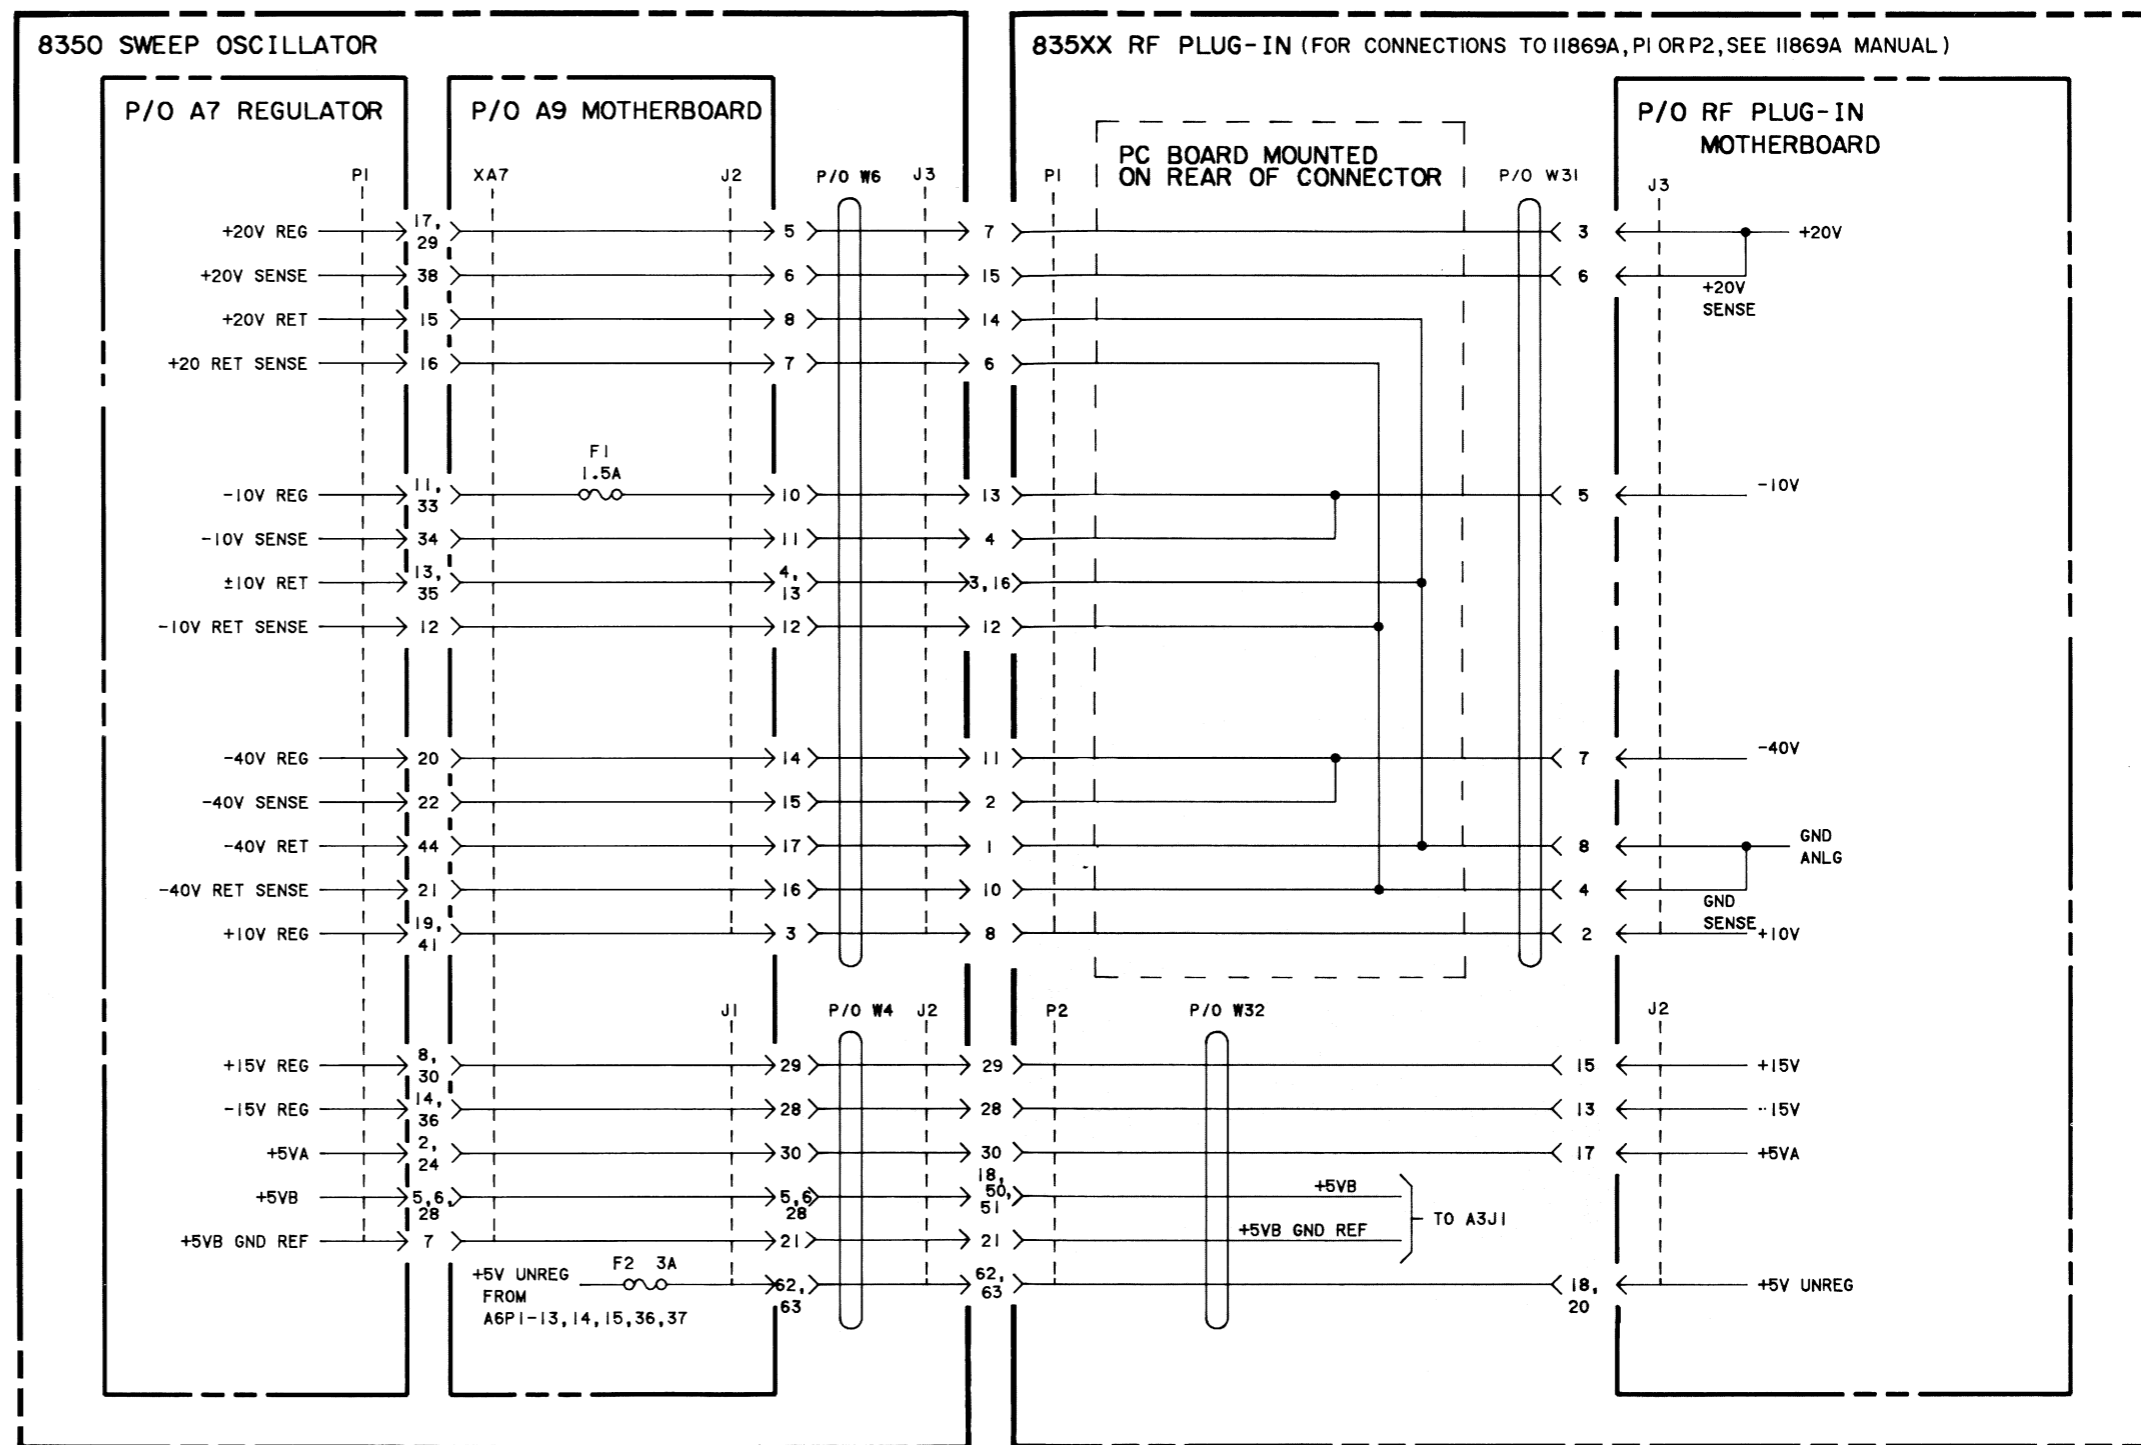 8350 SWEEP OSCILLATOR
835XX RF PLUG-IN (FOR CONNECTIONS TO 11869A, P1 OR P2, SEE 11869A MANUAL)
P/O A7 REGULATOR
P/O A9 MOTHERBOARD
P/O RF PLUG-IN
MOTHERBOARD
PC BOARD MOUNTED
ON REAR OF CONNECTOR
P1 XA7 J2 P/O W6 J3 P1 P/O W31 J3
+20V REG 17, 29 5 7 3 +20V
+20V SENSE 38 6 15 6
+20V
SENSE
+20V RET 15 8 14
+20 RET SENSE 16 7 6
F1
1.5A
-10V REG 11, 33 10 13 5 -10V
-10V SENSE 34 11 4
±10V RET 13, 35 4, 13 3,16
-10V RET SENSE 12 12 12
-40V REG 20 14 11 7 -40V
-40V SENSE 22 15 2
-40V RET 44 17 1 8
GND
ANLG
-40V RET SENSE 21 16 10 4
GND
SENSE
+10V REG 19, 41 3 8 2 +10V
J1 P/O W4 J2 P2 P/O W32 J2
+15V REG 8, 30 29 29 15 +15V
-15V REG 14, 36 28 28 13 -15V
+5VA 2, 24 30 30 17 +5VA
+5VB 5,6, 28 5,6 28 18, 50, 51 +5VB
TO A3J1
+5VB GND REF 7 21 21 +5VB GND REF
F2 3A
+5V UNREG 62, 63 62, 63 18, 20 +5V UNREG
FROM
A6P1-13,14,15,36,37